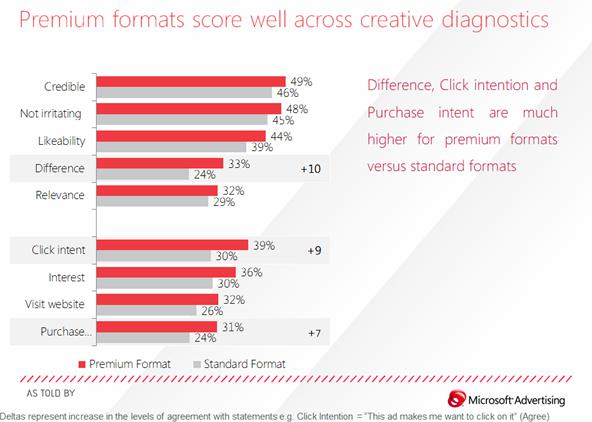 Premium formats score well across creative diagnostics
Credible 49%
46%
Not irritating 48%
45%
Likeability 44%
39%
Difference 33% +10
24%
Relevance 32%
29%
Click intent 39% +9
30%
Interest 36%
30%
Visit website 32%
26%
Purchase... 31% +7
24%
Premium Format Standard Format
Difference, Click intention and
Purchase intent are much
higher for premium formats
versus standard formats
AS TOLD BY
Microsoft Advertising
Deltas represent increase in the levels of agreement with statements e.g. Click Intention = "This ad makes me want to click on it" (Agree)